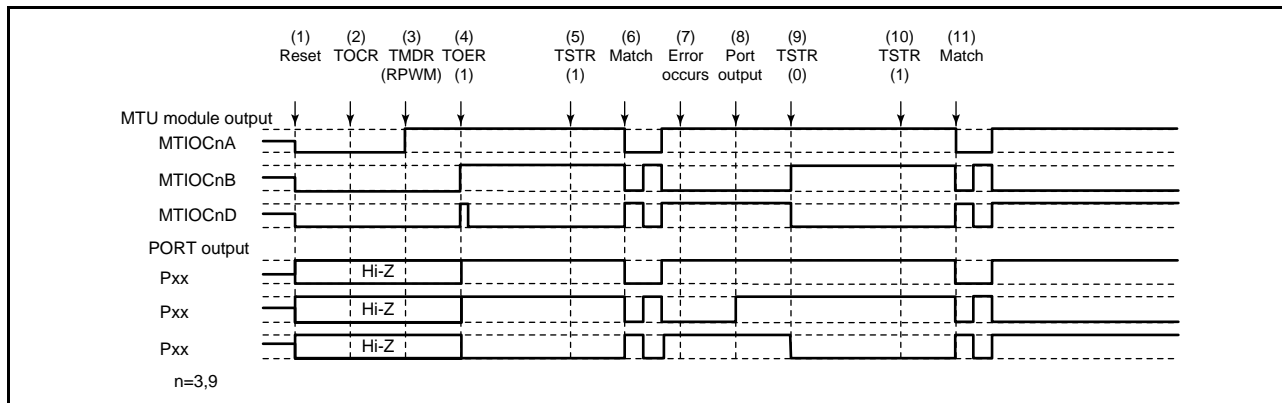 (1) (2) (3) (4) (5) (6) (7) (8) (9) (10) (11)
Reset TOCR TMDR TOER TSTR Match Error Port TSTR TSTR Match
(RPWM) (1) (1) occurs output (0) (1)
MTU module output
MTIOCnA
MTIOCnB
MTIOCnD
PORT output
Pxx Hi-Z
Pxx Hi-Z
Pxx Hi-Z
n=3,9